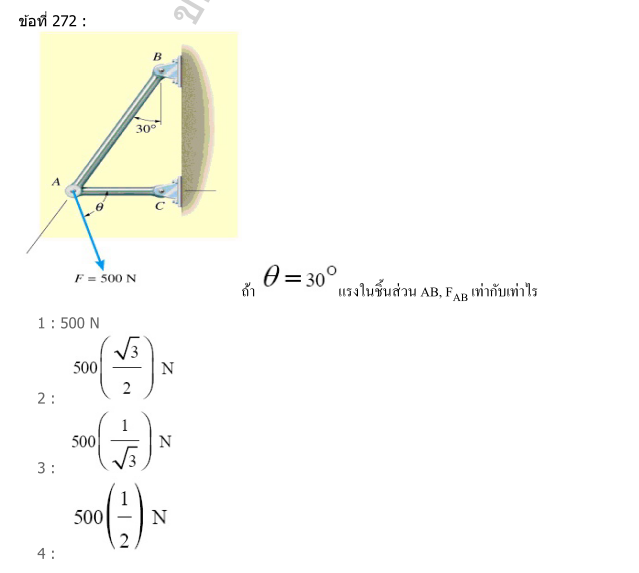 ข้อที่ 272 :
B
30°
A
θ
C
F = 500 N
ถ้า θ = 30° แรงในชิ้นส่วน AB, F_AB เท่ากับเท่าไร
1 : 500 N
2 : 500(√3/2) N
3 : 500(1/√3) N
4 : 500(1/2) N